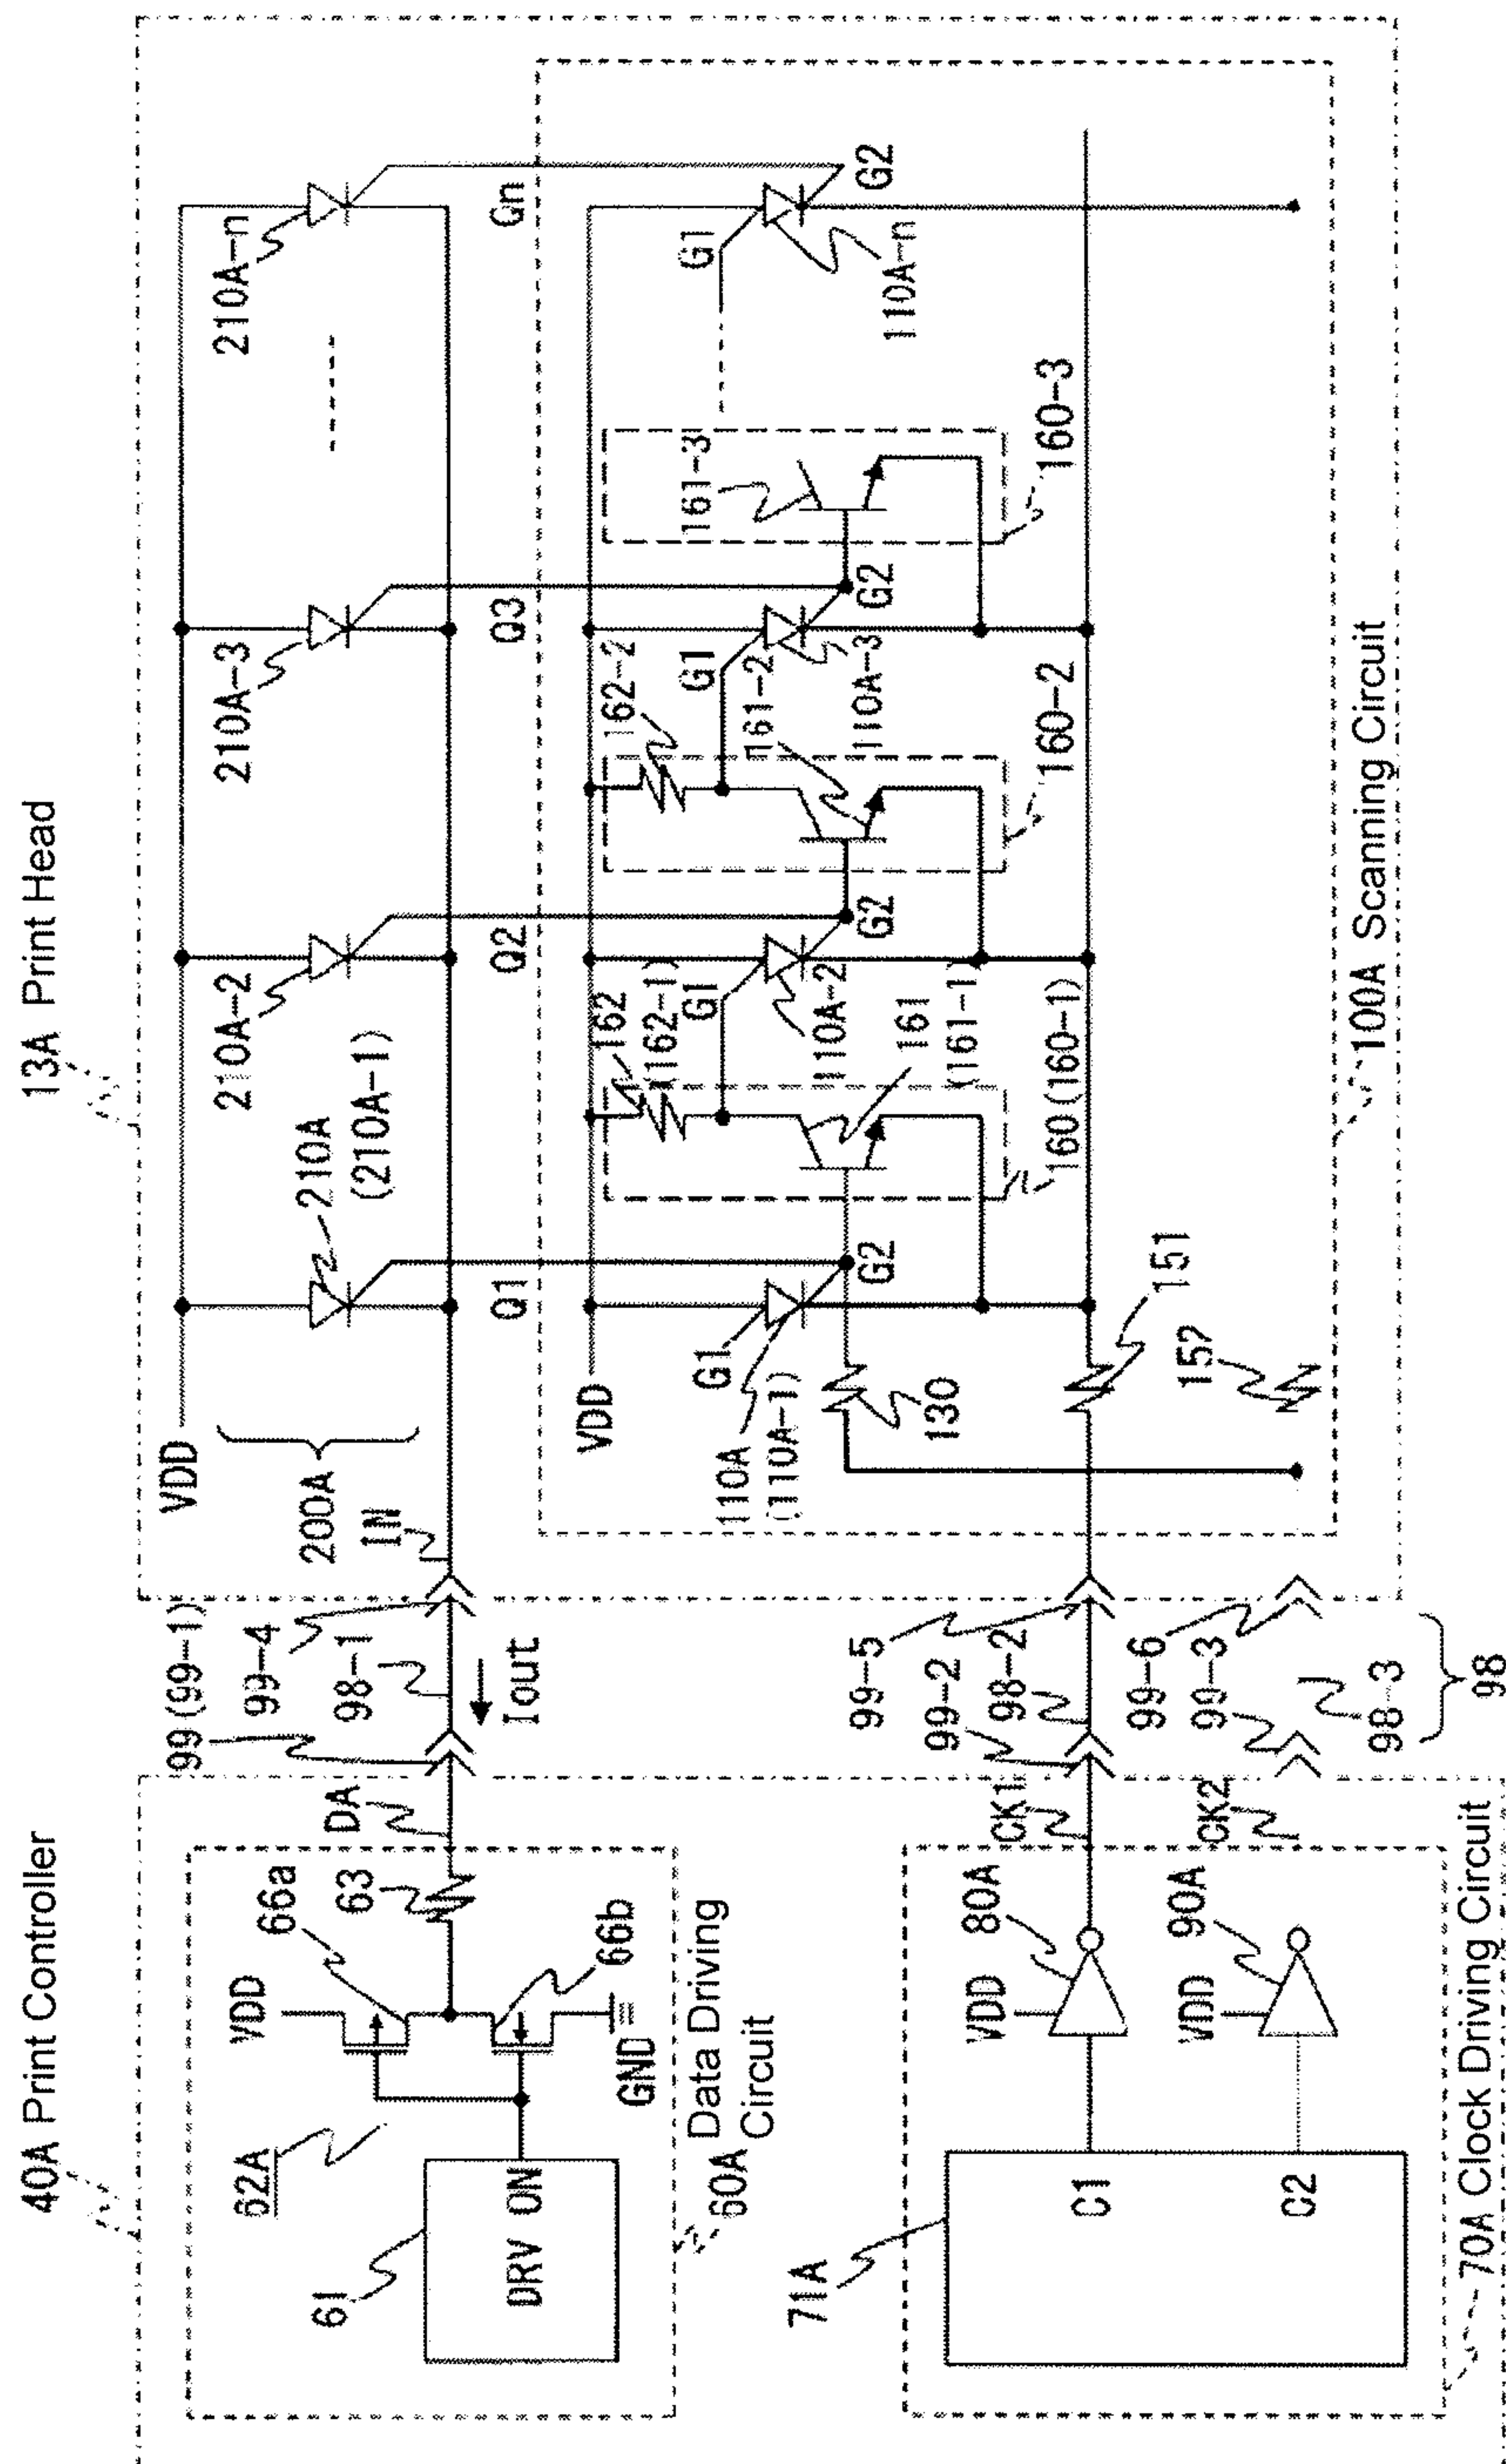 13A Print Head
40A Print Controller
VDD
200A
IN
210A
(210A-1)
210A-2
210A-3
210A-n
Q1
Q2
Q3
Qn
VDD
G1
G2
110A
(110A-1)
130
162
(162-1)
G1
G2
110A-2
161
(161-1)
160(160-1)
162-2
G1
G2
161-2
110A-3
160-2
161-3
160-3
G1
G2
110A-n
151
152
100A Scanning Circuit
99(99-1)
99-4
98-1
Iout
99-5
99-2
98-2
99-6
99-3
98-3
98
DA
66a
63
VDD
66b
GND
62A
61
DRV ON
60A
Data Driving
Circuit
CK1
CK2
80A
VDD
90A
VDD
71A
C1
C2
70A Clock Driving Circuit